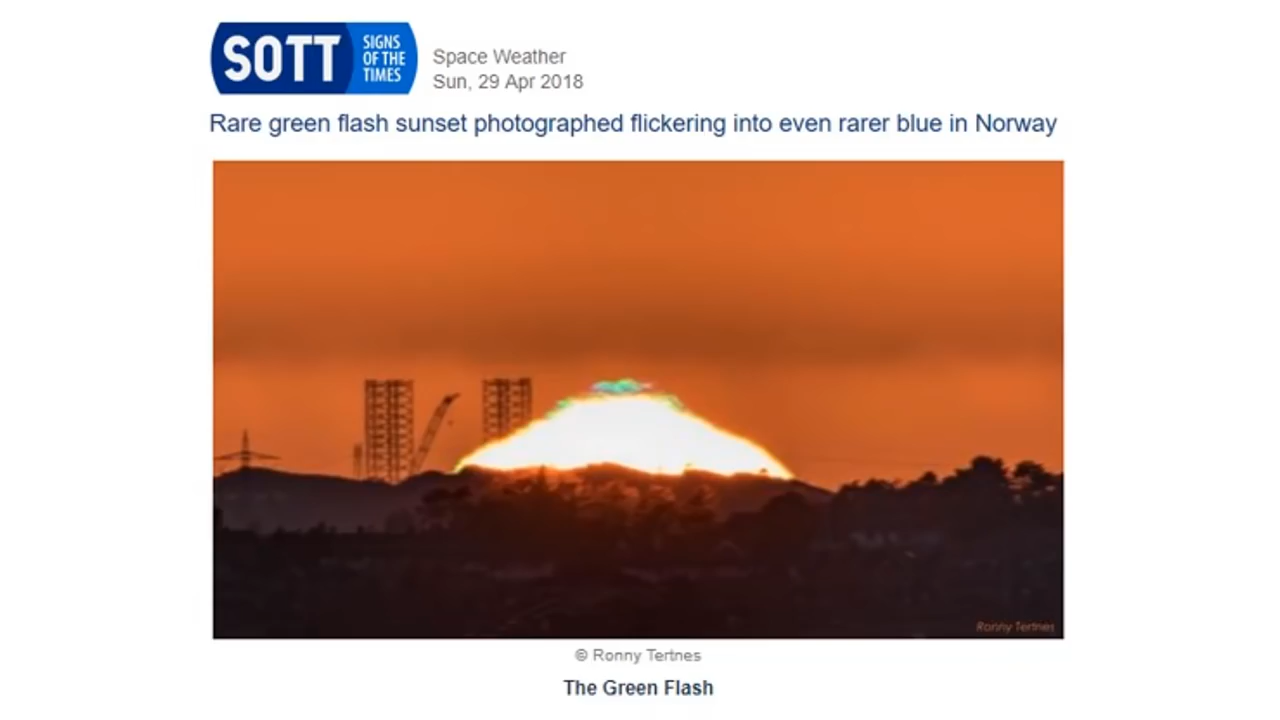 SOTT
SIGNS
OF THE
TIMES
Space Weather
Sun, 29 Apr 2018
Rare green flash sunset photographed flickering into even rarer blue in Norway
Ronny Tertnes
© Ronny Tertnes
The Green Flash